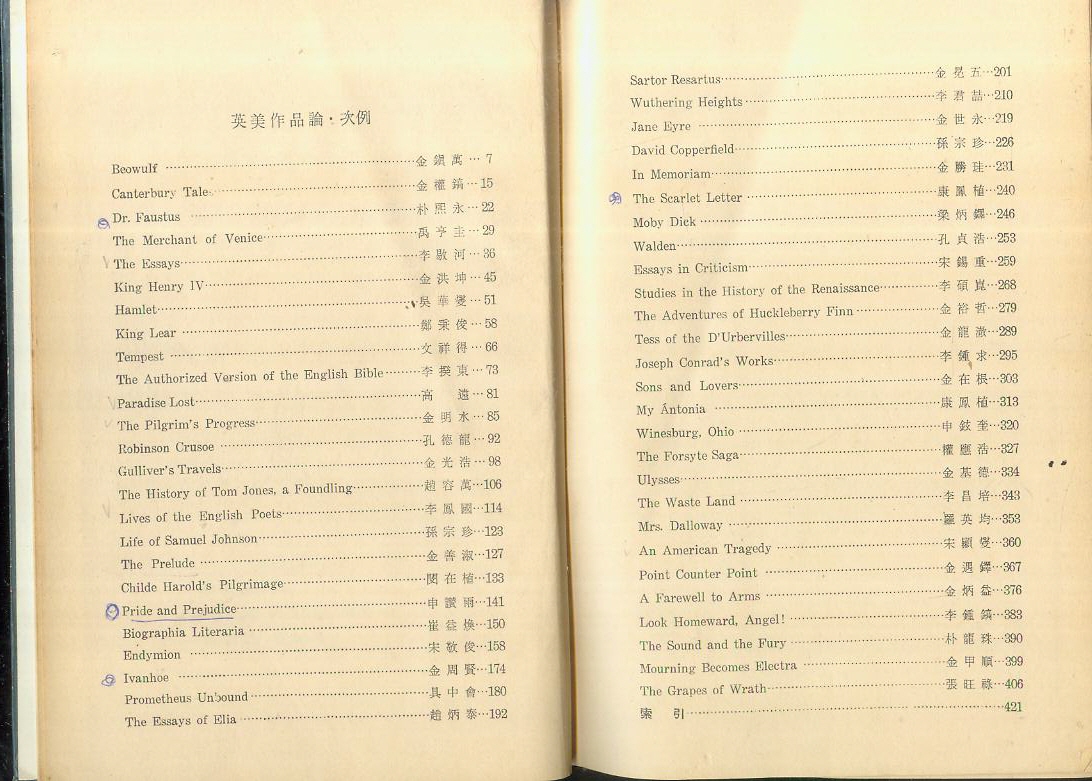 英美作品論・次例
Beowulf ……金鎭萬…7
Canterbury Tale……金權鎬…15
Dr. Faustus ……朴熙永…22
The Merchant of Venice……禹亨圭…29
The Essays……李敭河…36
King Henry IV……金洪坤…45
Hamlet……吳華燮…51
King Lear ……鄭秉俊…58
Tempest ……文祥得…66
The Authorized Version of the English Bible……李揆東…73
Paradise Lost……高 遠…81
The Pilgrim's Progress……金明水…85
Robinson Crusoe ……孔德龍…92
Gulliver's Travels……金光浩…98
The History of Tom Jones, a Foundling……趙容萬…106
Lives of the English Poets……李鳳國…114
Life of Samuel Johnson……孫宗珍…123
The Prelude ……金善淑…127
Childe Harold's Pilgrimage……閔在植…133
Pride and Prejudice……申讚雨…141
Biographia Literaria ……崔益煥…150
Endymion ……宋敬俊…158
Ivanhoe ……金周賢…174
Prometheus Unbound……具中會…180
The Essays of Elia ……趙炳泰…192
Sartor Resartus……金晃五…201
Wuthering Heights ……李君喆…210
Jane Eyre ……金世永…219
David Copperfield……孫宗珍…226
In Memoriam……金勝珪…231
The Scarlet Letter ……康鳳植…240
Moby Dick ……梁炳鐸…246
Walden……孔貞浩…253
Essays in Criticism……宋錫重…259
Studies in the History of the Renaissance……李碩崑…268
The Adventures of Huckleberry Finn ……金裕哲…279
Tess of the D'Urbervilles……金龍澈…289
Joseph Conrad's Works……李鍾求…295
Sons and Lovers……金在根…303
My Ántonia ……康鳳植…313
Winesburg, Ohio ……申鉉奎…320
The Forsyte Saga……權應浩…327
Ulysses……金基德…334
The Waste Land ……李昌培…343
Mrs. Dalloway ……羅英均…353
An American Tragedy ……宋顯燮…360
Point Counter Point ……金遇鐸…367
A Farewell to Arms ……金炳益…376
Look Homeward, Angel! ……李鍾鎭…383
The Sound and the Fury ……朴龍珠…390
Mourning Becomes Electra ……金甲順…399
The Grapes of Wrath……張旺祿…406
索 引……421